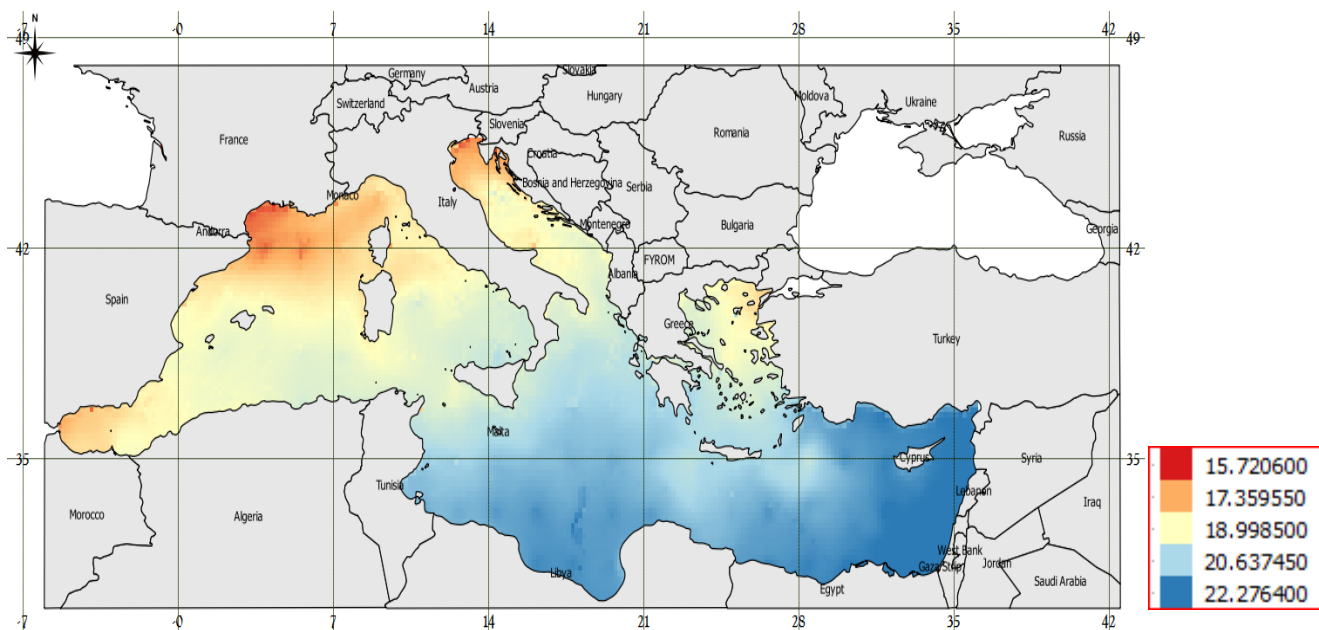 N
-7 -0 7 14 21 28 35 42
49 49
Germany
Slovakia
Austria
Switzerland
Hungary
Moldova
Ukraine
France
Slovenia
Romania
Russia
Croatia
Bosnia and Herzegovina
Serbia
Monaco
Italy
Andorra
Montenegro
Bulgaria
Georgia
42 42
FYROM
Albania
Spain
Greece
Turkey
Malta
35 Cyprus 35
Syria
15.720600
Tunisia
Lebanon
17.359550
Iraq
Morocco
Algeria
18.998500
West Bank
20.637450
Libya
Gaza Strip
Jordan
Saudi Arabia
Egypt
22.276400
-7 -7
-0 7 14 21 28 35 42